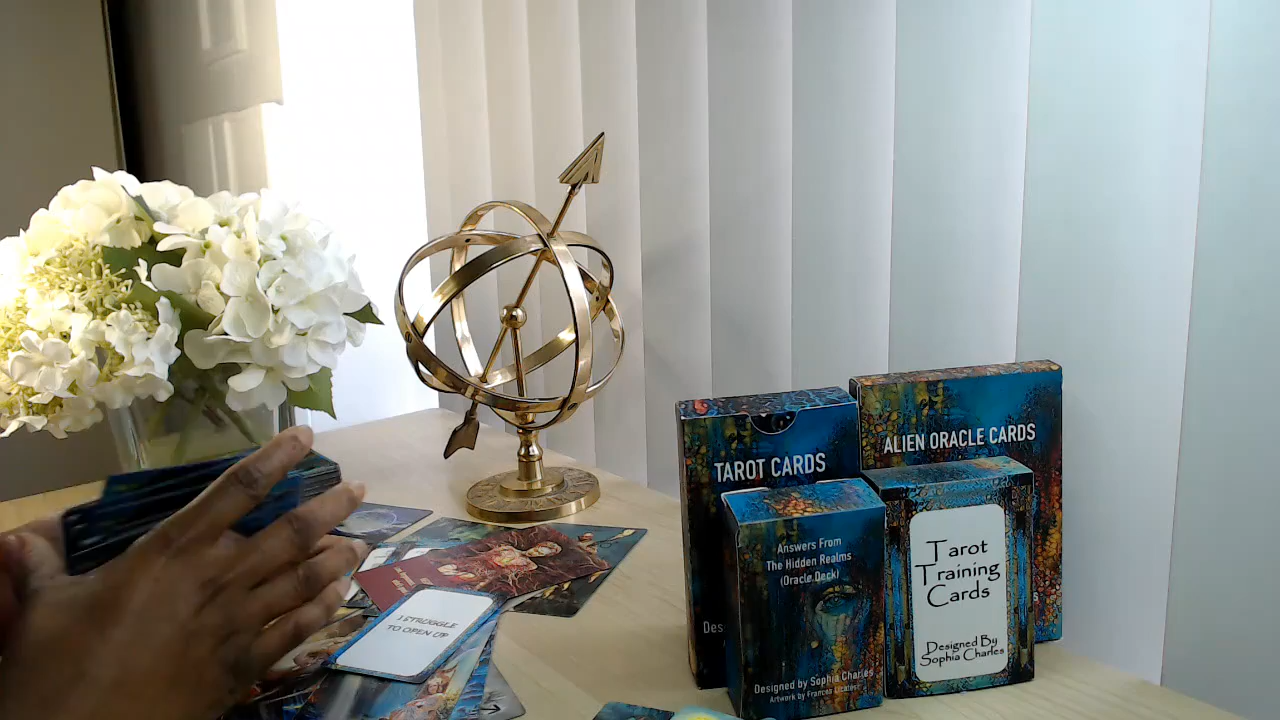 TAROT CARDS
ALIEN ORACLE CARDS
Answers From
The Hidden Realms
(Oracle Deck)
Designed by Sophia Charles
Tarot
Training
Cards
Designed By
Sophia Charles
Des
I STRUGGLE
TO OPEN UP